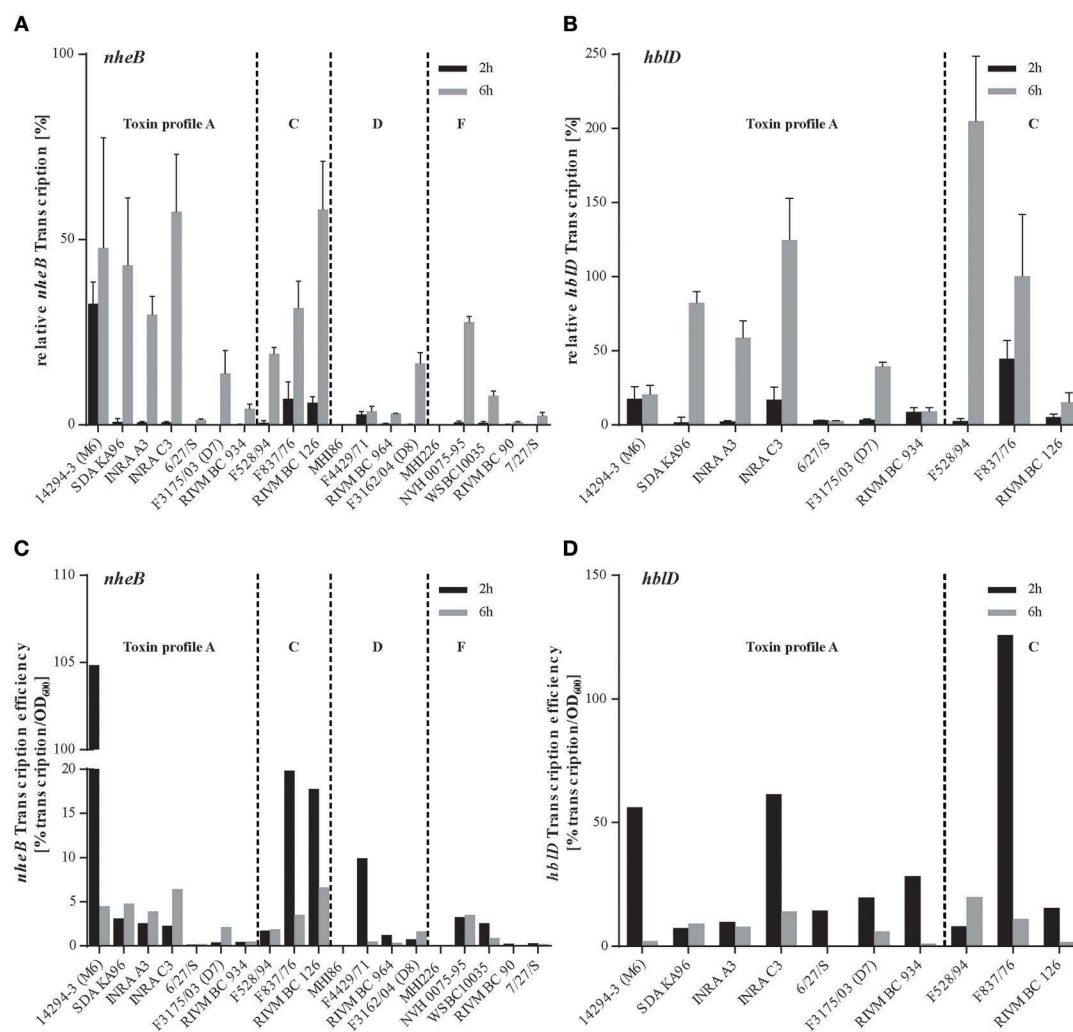 A
nheB
100
50
0
relative nheB Transcription [%]
2h
6h
Toxin profile A
C
D
F
14294-3 (M6)
SDA KA96
INRA A3
INRA C3
6/27/S
F3175/03 (D7)
RIVM BC 934
F528/94
F837/76
RIVM BC 126
MH86
F4429/71
RIVM BC 964
F3162/04 (D8)
MH226
NVH 0075-95
WSBC10035
RIVM BC 90
7/27/S
B
hblD
250
200
150
100
50
0
relative hblD Transcription [%]
2h
6h
Toxin profile A
C
14294-3 (M6)
SDA KA96
INRA A3
INRA C3
6/27/S
F3175/03 (D7)
RIVM BC 934
F528/94
F837/76
RIVM BC 126
C
nheB
110
105
100
20
15
10
5
0
nheB Transcription efficiency
[% transcription/OD600]
2h
6h
Toxin profile A
C
D
F
14294-3 (M6)
SDA KA96
INRA A3
INRA C3
6/27/S
F3175/03 (D7)
RIVM BC 934
F528/94
F837/76
RIVM BC 126
MH86
F4429/71
RIVM BC 964
F3162/04 (D8)
MH226
NVH 0075-95
WSBC10035
RIVM BC 90
7/27/S
D
hblD
150
100
50
0
hblD Transcription efficiency
[% transcription/OD600]
2h
6h
Toxin profile A
C
14294-3 (M6)
SDA KA96
INRA A3
INRA C3
6/27/S
F3175/03 (D7)
RIVM BC 934
F528/94
F837/76
RIVM BC 126